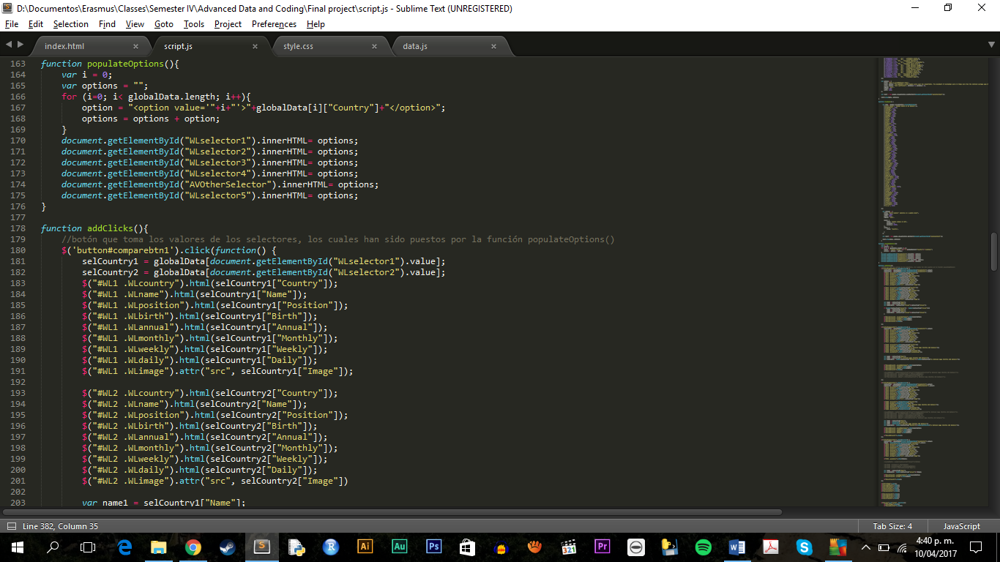 D:\Documentos\Erasmus\Classes\Semester IV\Advanced Data and Coding\Final project\script.js - Sublime Text (UNREGISTERED)
File Edit Selection Find View Goto Tools Project Preferences Help
index.html × script.js × style.css × data.js ×
163 function populateOptions(){
164 var i = 0;
165 var options = "";
166 for (i=0; i< globalData.length; i++){
167 option = "<option value='"+i+"'>"+globalData[i]["Country"]+"</option>";
168 options = options + option;
169 }
170 document.getElementById("WLselector1").innerHTML= options;
171 document.getElementById("WLselector2").innerHTML= options;
172 document.getElementById("WLselector3").innerHTML= options;
173 document.getElementById("WLselector4").innerHTML= options;
174 document.getElementById("AVOtherSelector").innerHTML= options;
175 document.getElementById("WLselector5").innerHTML= options;
176 }
177
178 function addClicks(){
179 //botón que toma los valores de los selectores, los cuales han sido puestos por la función populateOptions()
180 $('button#comparebtn1').click(function() {
181 selCountry1 = globalData[document.getElementById("WLselector1").value];
182 selCountry2 = globalData[document.getElementById("WLselector2").value];
183 $("#WL1 .WLcountry").html(selCountry1["Country"]);
184 $("#WL1 .WLname").html(selCountry1["Name"]);
185 $("#WL1 .WLposition").html(selCountry1["Position"]);
186 $("#WL1 .WLbirth").html(selCountry1["Birth"]);
187 $("#WL1 .WLannual").html(selCountry1["Annual"]);
188 $("#WL1 .WLmonthly").html(selCountry1["Monthly"]);
189 $("#WL1 .WLweekly").html(selCountry1["Weekly"]);
190 $("#WL1 .WLdaily").html(selCountry1["Daily"]);
191 $("#WL1 .WLimage").attr("src", selCountry1["Image"]);
192
193 $("#WL2 .WLcountry").html(selCountry2["Country"]);
194 $("#WL2 .WLname").html(selCountry2["Name"]);
195 $("#WL2 .WLposition").html(selCountry2["Position"]);
196 $("#WL2 .WLbirth").html(selCountry2["Birth"]);
197 $("#WL2 .WLannual").html(selCountry2["Annual"]);
198 $("#WL2 .WLmonthly").html(selCountry2["Monthly"]);
199 $("#WL2 .WLweekly").html(selCountry2["Weekly"]);
200 $("#WL2 .WLdaily").html(selCountry2["Daily"]);
201 $("#WL2 .WLimage").attr("src", selCountry2["Image"])
202
203 var name1 = selCountry1["Name"];
Line 382, Column 35 Tab Size: 4 JavaScript
R Ai Au Ps 321 Pr W S
4:40 p. m.
10/04/2017